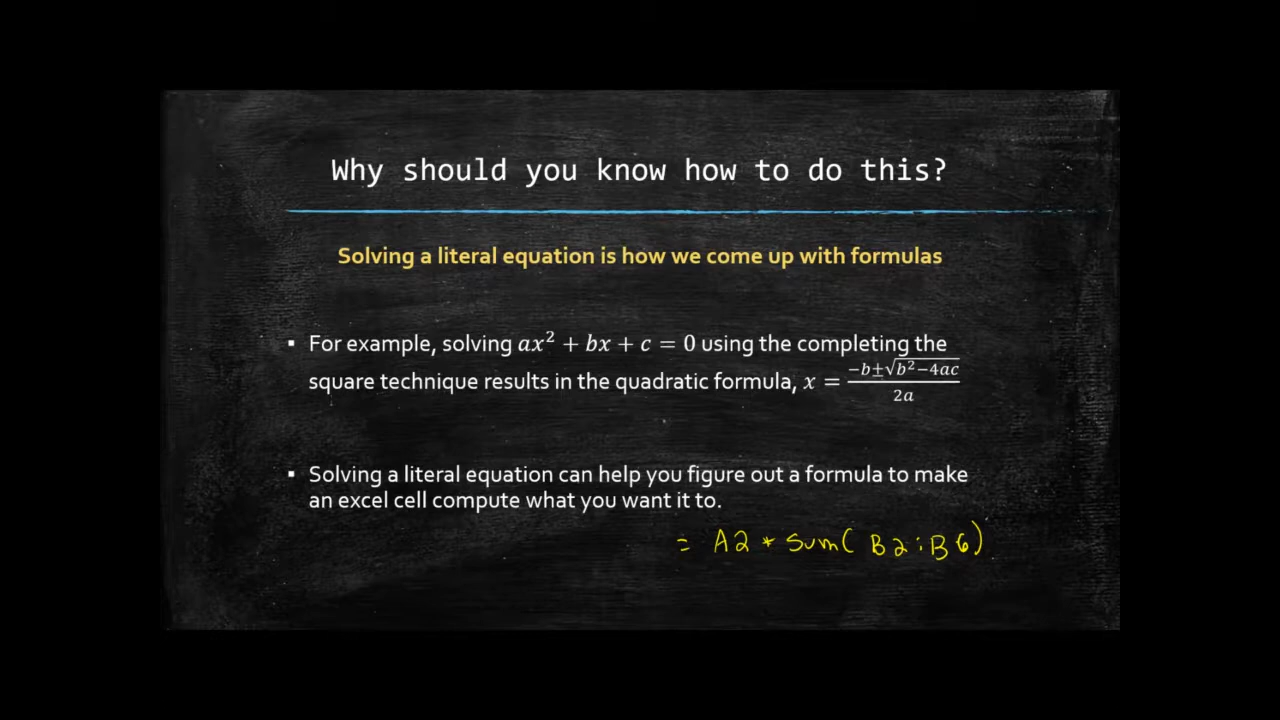 Why should you know how to do this?
Solving a literal equation is how we come up with formulas
▪ For example, solving ax² + bx + c = 0 using the completing the
square technique results in the quadratic formula, x = (−b±√(b²−4ac))/(2a)
▪ Solving a literal equation can help you figure out a formula to make
an excel cell compute what you want it to.
= A2 * sum( B2:B6)